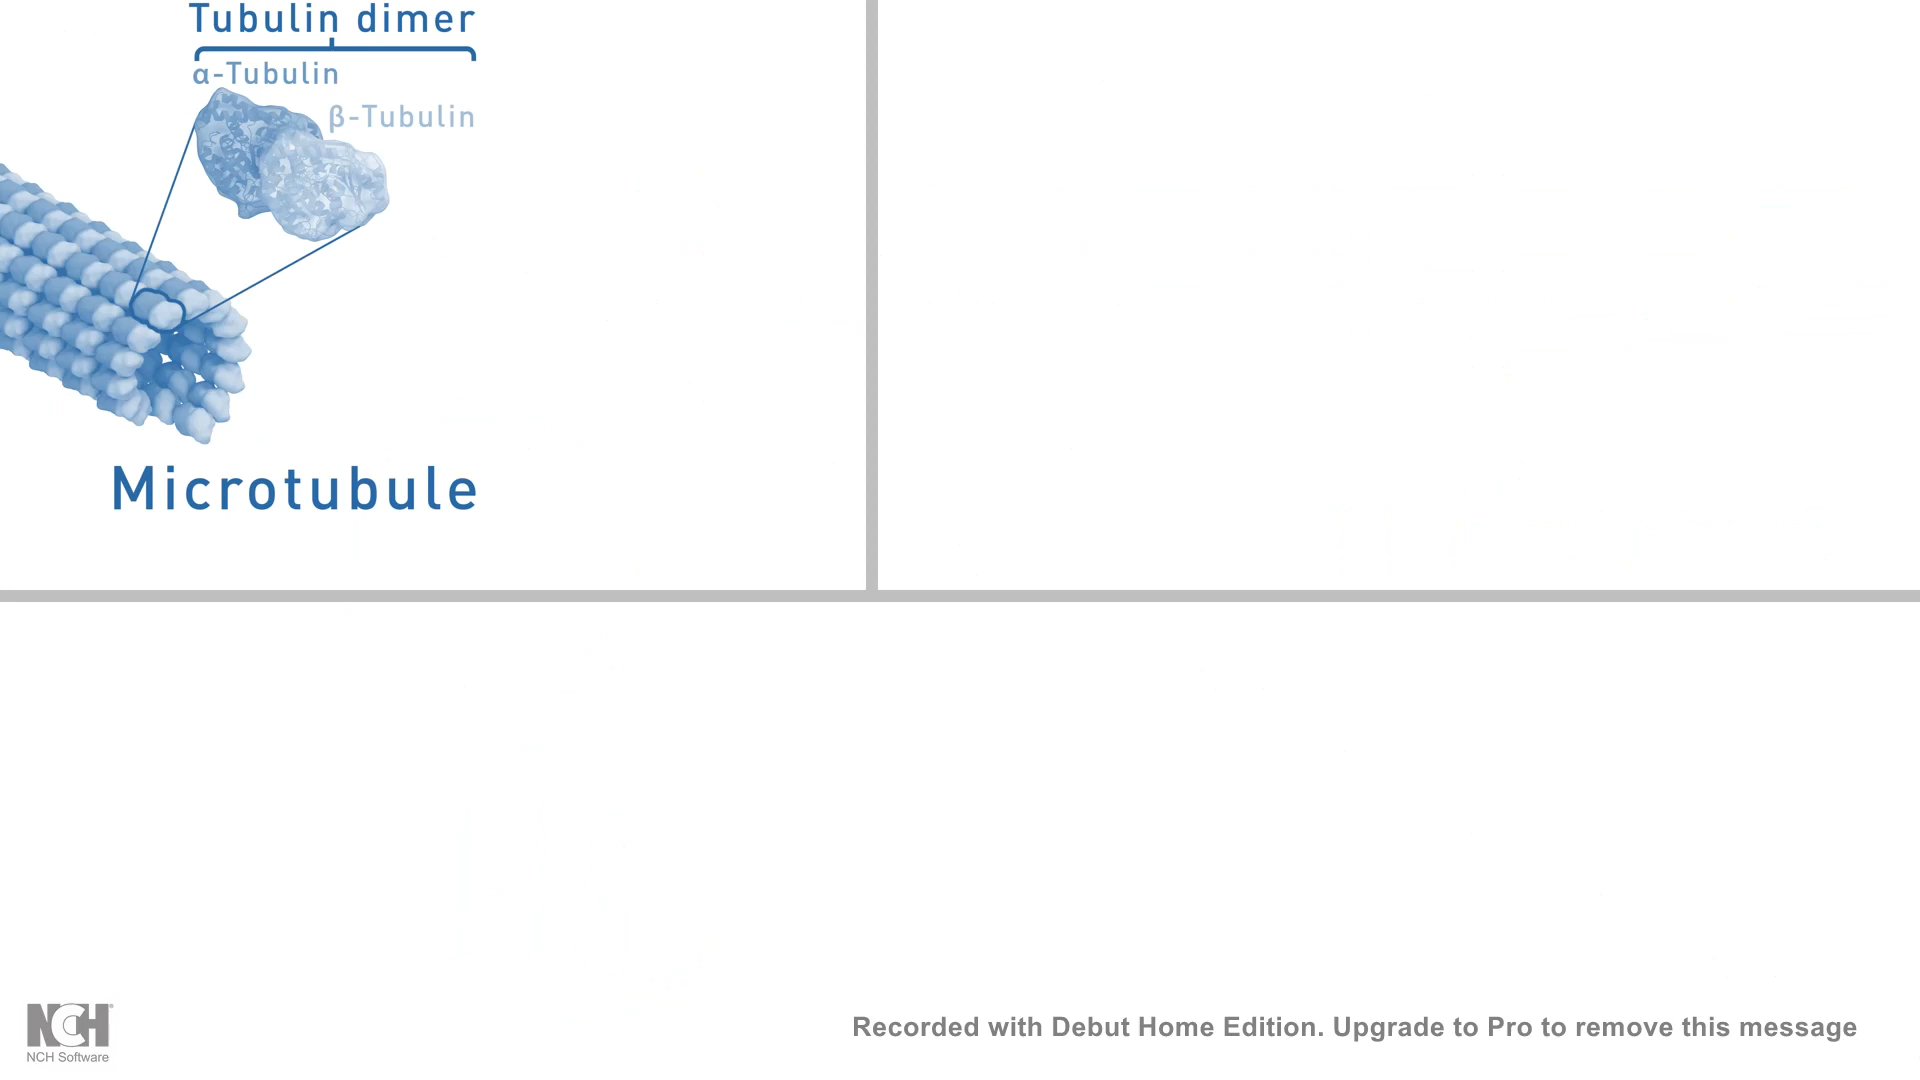 Tubulin dimer
α-Tubulin
β-Tubulin
Microtubule
NCH
NCH Software
Recorded with Debut Home Edition. Upgrade to Pro to remove this message